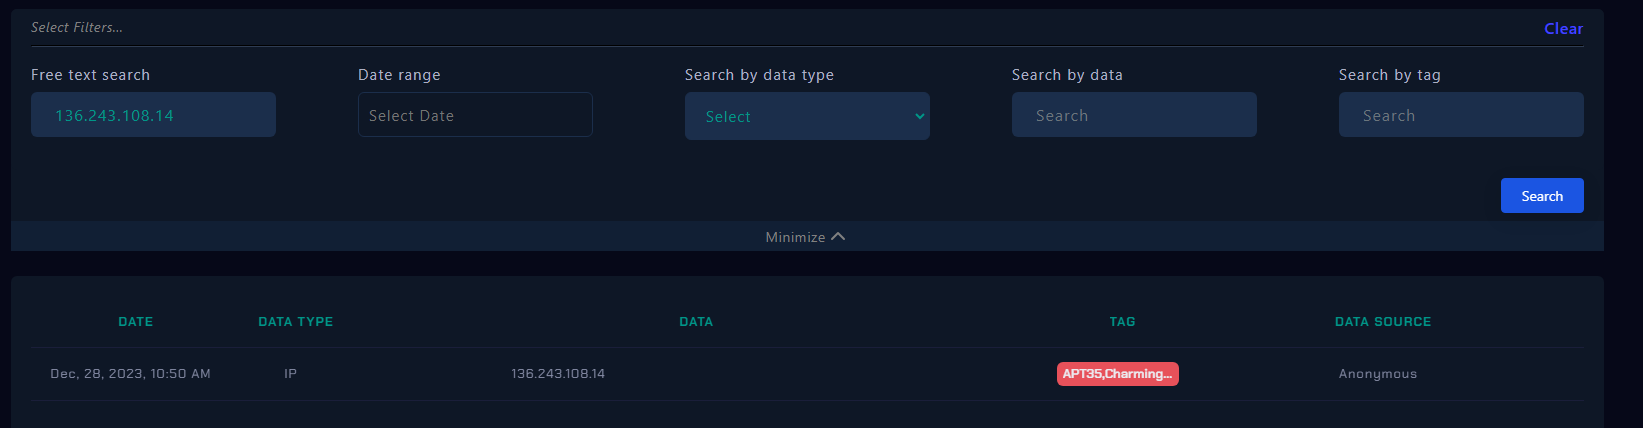 Select Filters...
Clear
Free text search
Date range
Search by data type
Search by data
Search by tag
136.243.108.14
Select Date
Select
Search
Search
Search
Minimize
DATE
DATA TYPE
DATA
TAG
DATA SOURCE
Dec, 28, 2023, 10:50 AM
IP
136.243.108.14
APT35,Charming...
Anonymous